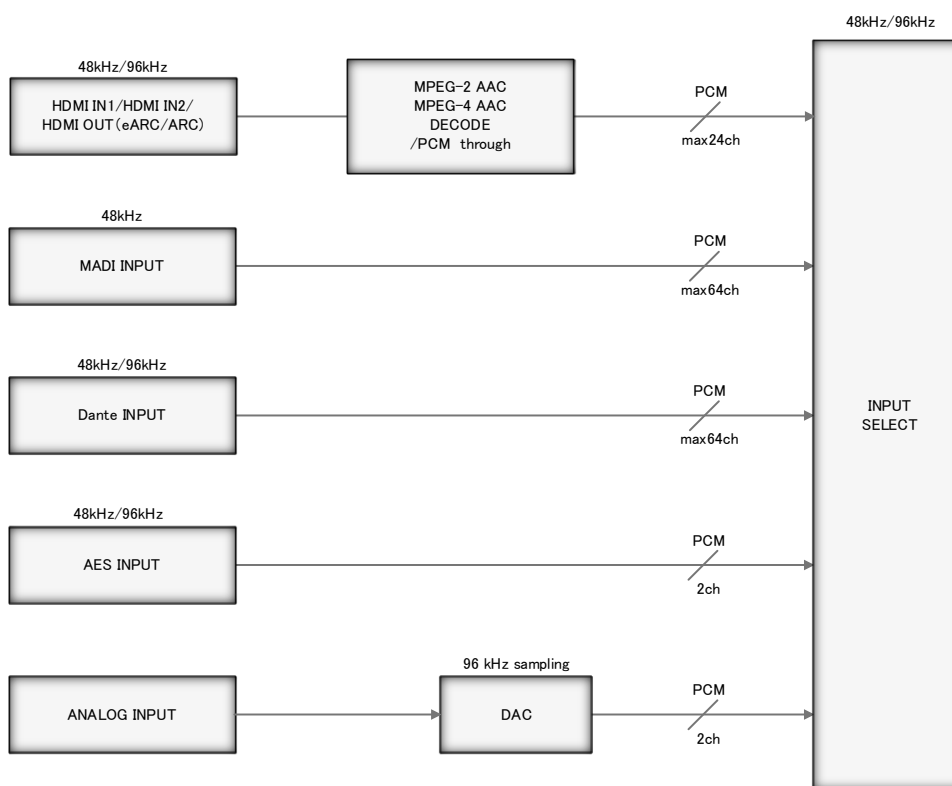 48kHz/96kHz
48kHz/96kHz
HDMI IN1/HDMI IN2/
HDMI OUT(eARC/ARC)
MPEG-2 AAC
MPEG-4 AAC
DECODE
/PCM through
PCM
max24ch
48kHz
MADI INPUT
PCM
max64ch
48kHz/96kHz
Dante INPUT
PCM
max64ch
INPUT
SELECT
48kHz/96kHz
AES INPUT
PCM
2ch
ANALOG INPUT
96 kHz sampling
DAC
PCM
2ch